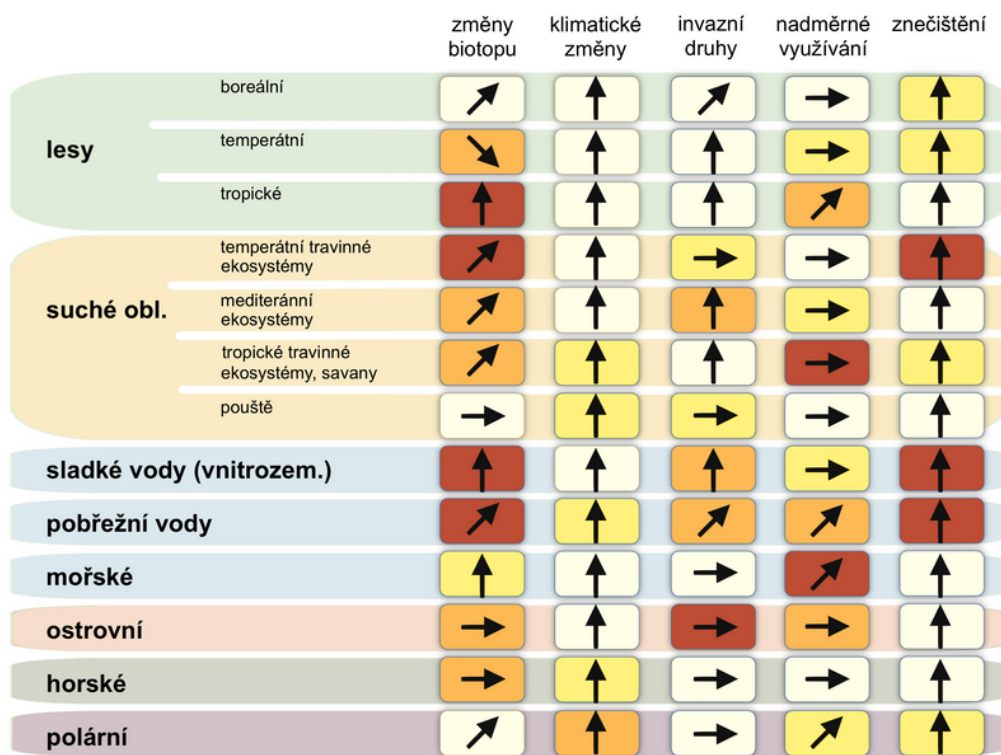 změny
biotopu
klimatické
změny
invazní
druhy
nadměrné
využívání
znečištění
lesy
boreální
temperátní
tropické
suché obl.
temperátní travinné
ekosystémy
mediteránní
ekosystémy
tropické travinné
ekosystémy, savany
pouště
sladké vody (vnitrozem.)
pobřežní vody
mořské
ostrovní
horské
polární